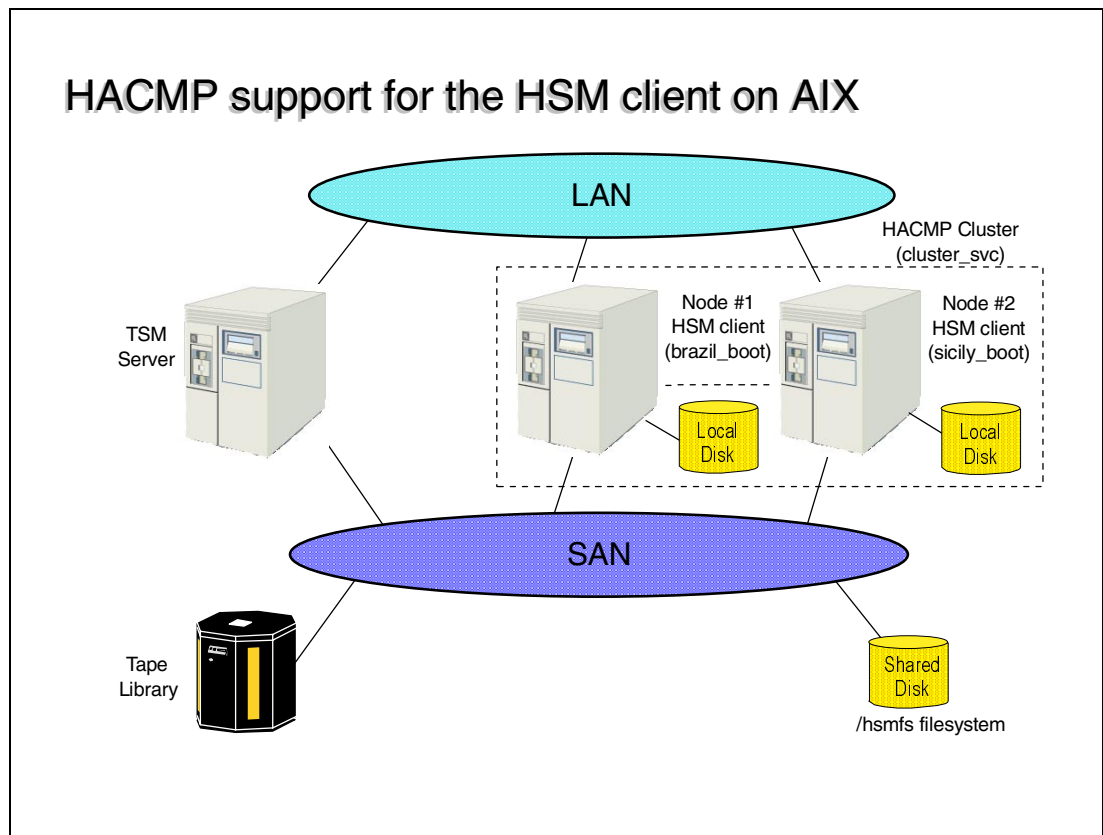 HACMP support for the HSM client on AIX
LAN
HACMP Cluster
(cluster_svc)
TSM
Server
Node #1
HSM client
(brazil_boot)
Node #2
HSM client
(sicily_boot)
Local
Disk
Local
Disk
SAN
Tape
Library
Shared
Disk
/hsmfs filesystem